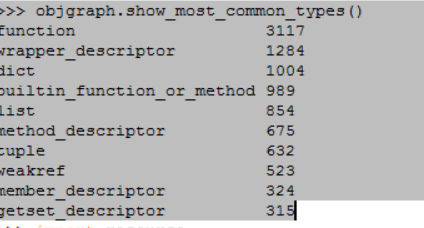 >>> objgraph.show_most_common_types()
function 3117
wrapper_descriptor 1284
dict 1004
builtin_function_or_method 989
list 854
method_descriptor 675
tuple 632
weakref 523
member_descriptor 324
getset_descriptor 315